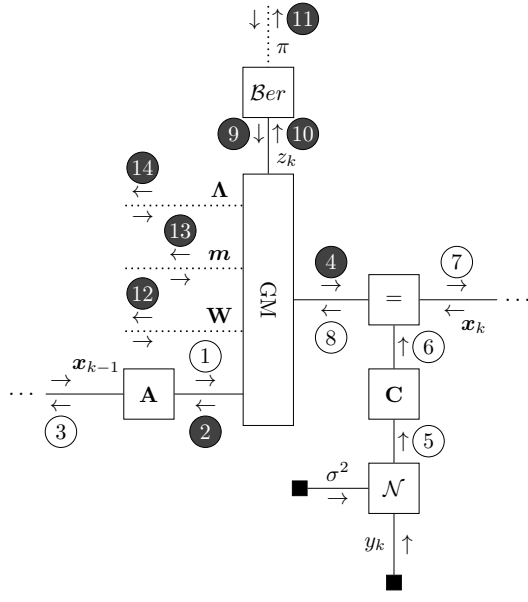 ↓ ↑ 11
π
Ber
9 ↓ ↑ 10
z_k
14 Λ
← →
13 m
← →
12 W
← →
GM
4 →
← 8
=
7 →
← x_k ...
↑ 6
... → x_{k-1}
← 3
A
1 →
← 2
C
↑ 5
σ² →
N
y_k ↑